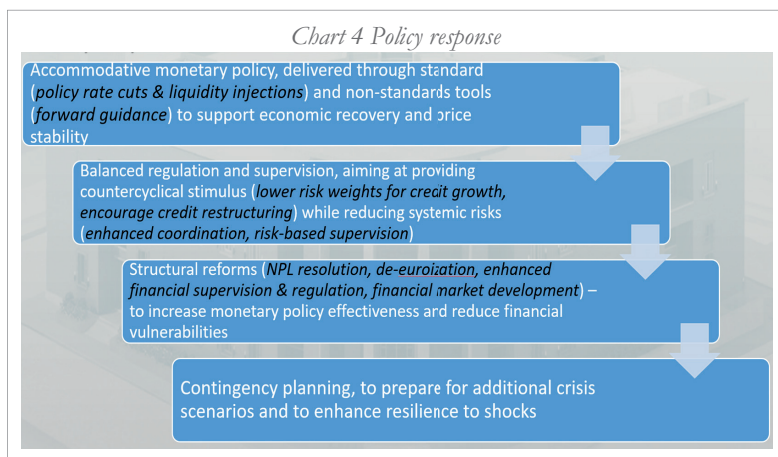 Chart 4 Policy response
Accommodative monetary policy, delivered through standard
(policy rate cuts & liquidity injections) and non-standards tools
(forward guidance) to support economic recovery and price
stability
Balanced regulation and supervision, aiming at providing
countercyclical stimulus (lower risk weights for credit growth,
encourage credit restructuring) while reducing systemic risks
(enhanced coordination, risk-based supervision)
Structural reforms (NPL resolution, de-euroization, enhanced
financial supervision & regulation, financial market development) –
to increase monetary policy effectiveness and reduce financial
vulnerabilities
Contingency planning, to prepare for additional crisis
scenarios and to enhance resilience to shocks